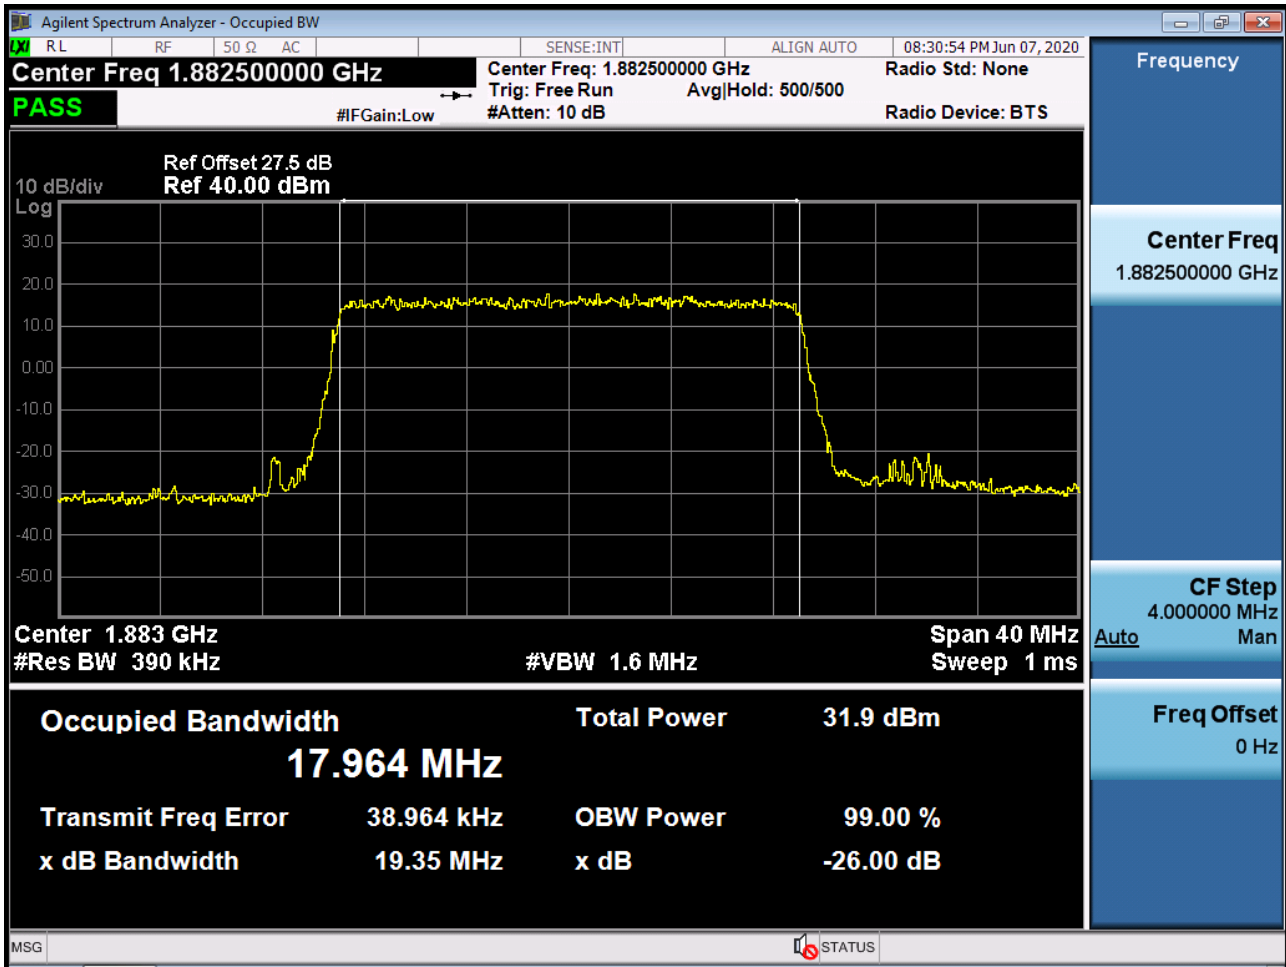 Agilent Spectrum Analyzer - Occupied BW
LXI RL RF 50 Ω AC SENSE:INT ALIGN AUTO 08:30:54 PM Jun 07, 2020
Center Freq 1.882500000 GHz
PASS
#IFGain:Low
Center Freq: 1.882500000 GHz
Trig: Free Run Avg|Hold: 500/500
#Atten: 10 dB
Radio Std: None
Radio Device: BTS
Ref Offset 27.5 dB
10 dB/div Ref 40.00 dBm
Log
30.0
20.0
10.0
0.00
-10.0
-20.0
-30.0
-40.0
-50.0
Center 1.883 GHz Span 40 MHz
#Res BW 390 kHz #VBW 1.6 MHz Sweep 1 ms
Occupied Bandwidth Total Power 31.9 dBm
17.964 MHz
Transmit Freq Error 38.964 kHz OBW Power 99.00 %
x dB Bandwidth 19.35 MHz x dB -26.00 dB
Frequency
Center Freq
1.882500000 GHz
CF Step
4.000000 MHz
Auto Man
Freq Offset
0 Hz
MSG STATUS